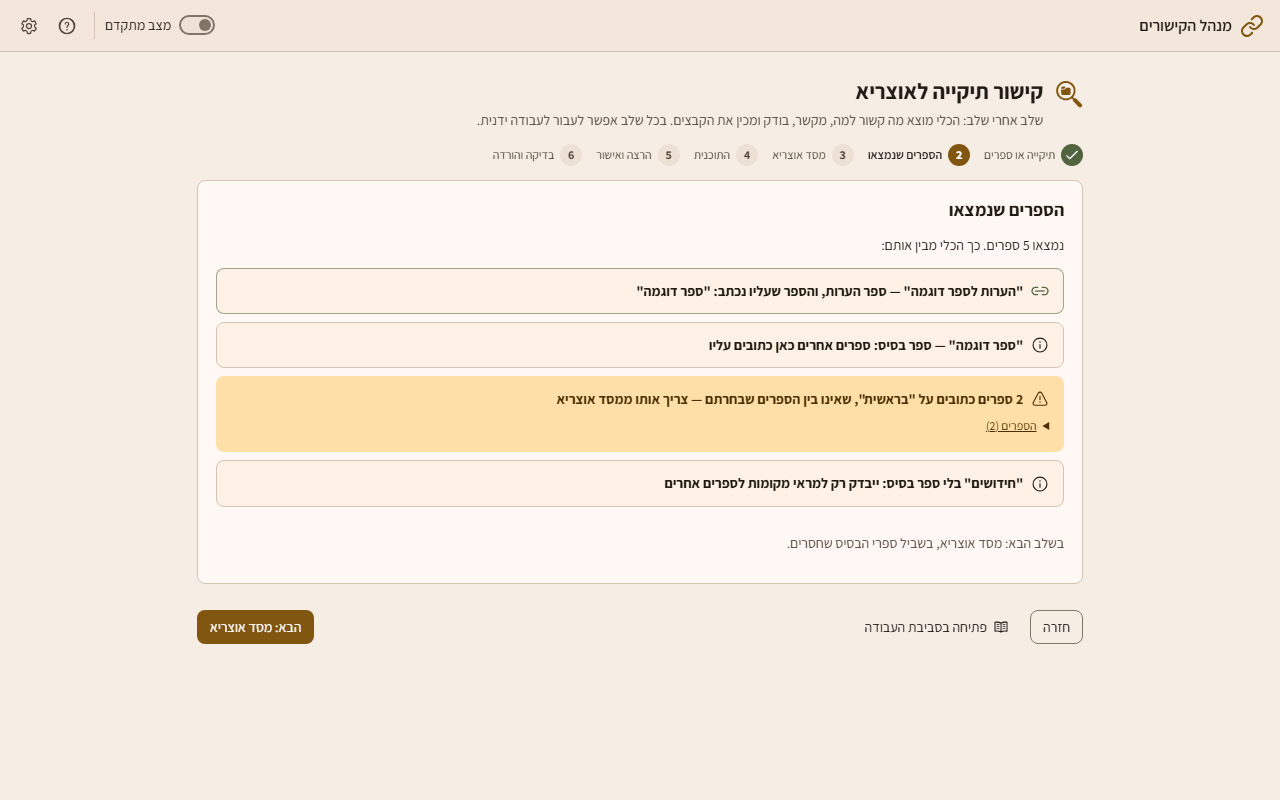 מנהל הקישורים
מצב מתקדם
קישור תיקייה לאוצריא
שלב אחרי שלב: הכלי מוצא מה קשור למה, מקשר, בודק ומכין את הקבצים. בכל שלב אפשר לעבור לעבודה ידנית.
תיקייה או ספרים
2 הספרים שנמצאו
3 מסד אוצריא
4 התוכנית
5 הרצה ואישור
6 בדיקה והורדה
הספרים שנמצאו
נמצאו 5 ספרים. כך הכלי מבין אותם:
"הערות לספר דוגמה" — ספר הערות, והספר שעליו נכתב: "ספר דוגמה"
"ספר דוגמה" — ספר בסיס: ספרים אחרים כאן כתובים עליו
2 ספרים כתובים על "בראשית", שאינו בין הספרים שבחרתם — צריך אותו ממסד אוצריא
הספרים (2)
"חידושים" בלי ספר בסיס: ייבדק רק למראי מקומות לספרים אחרים
בשלב הבא: מסד אוצריא, בשביל ספרי הבסיס שחסרים.
חזרה
פתיחה בסביבת העבודה
הבא: מסד אוצריא